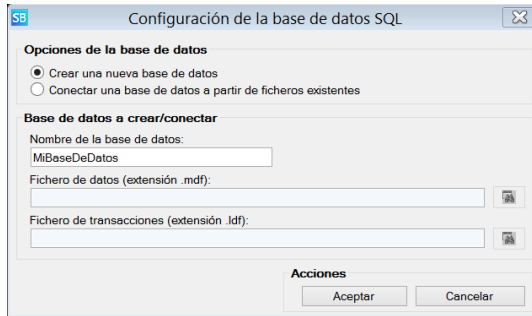 SB
Configuración de la base de datos SQL
Opciones de la base de datos
Crear una nueva base de datos
Conectar una base de datos a partir de ficheros existentes
Base de datos a crear/conectar
Nombre de la base de datos:
MiBaseDeDatos
Fichero de datos (extensión .mdf):
Fichero de transacciones (extensión .ldf):
Acciones
Aceptar Cancelar